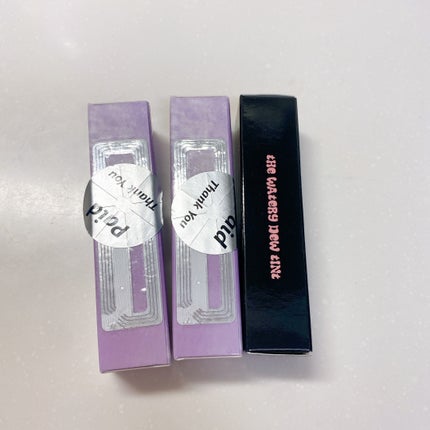 Paid
Thank You
Paid
Thank You
tHe WAteRy DeW tiNt